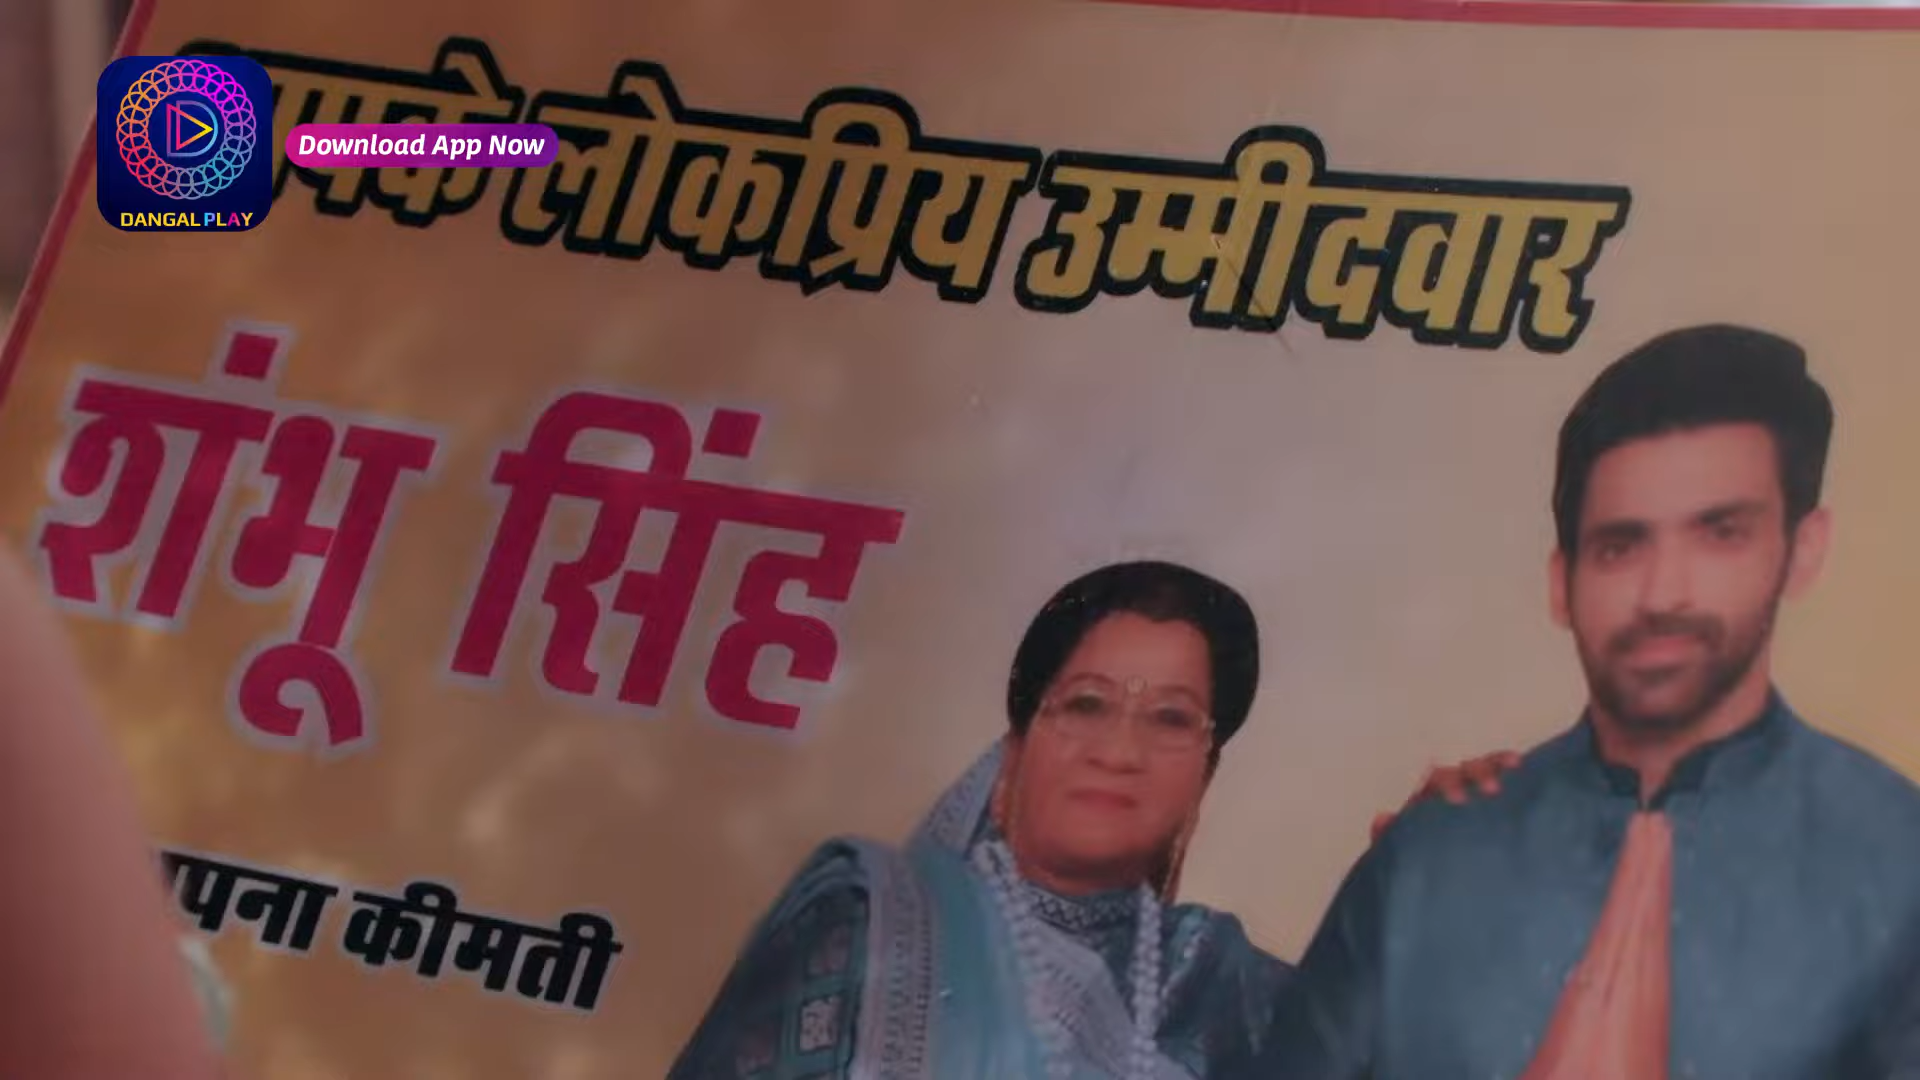 लोकप्रिय उम्मीदवार
Download App Now
DANGAL PLAY
शंभू सिंह
कीमती